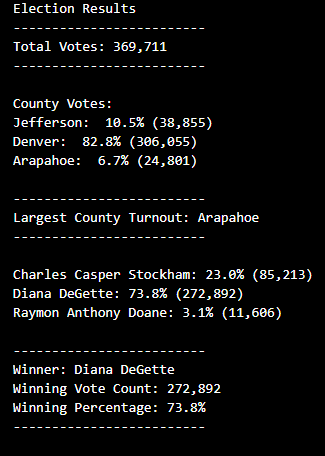 Election Results
-------------------------
Total Votes: 369,711
-------------------------
County Votes:
Jefferson:  10.5% (38,855)
Denver:  82.8% (306,055)
Arapahoe:  6.7% (24,801)
-------------------------
Largest County Turnout: Arapahoe
-------------------------
Charles Casper Stockham: 23.0% (85,213)
Diana DeGette: 73.8% (272,892)
Raymon Anthony Doane: 3.1% (11,606)
-------------------------
Winner: Diana DeGette
Winning Vote Count: 272,892
Winning Percentage: 73.8%
-------------------------